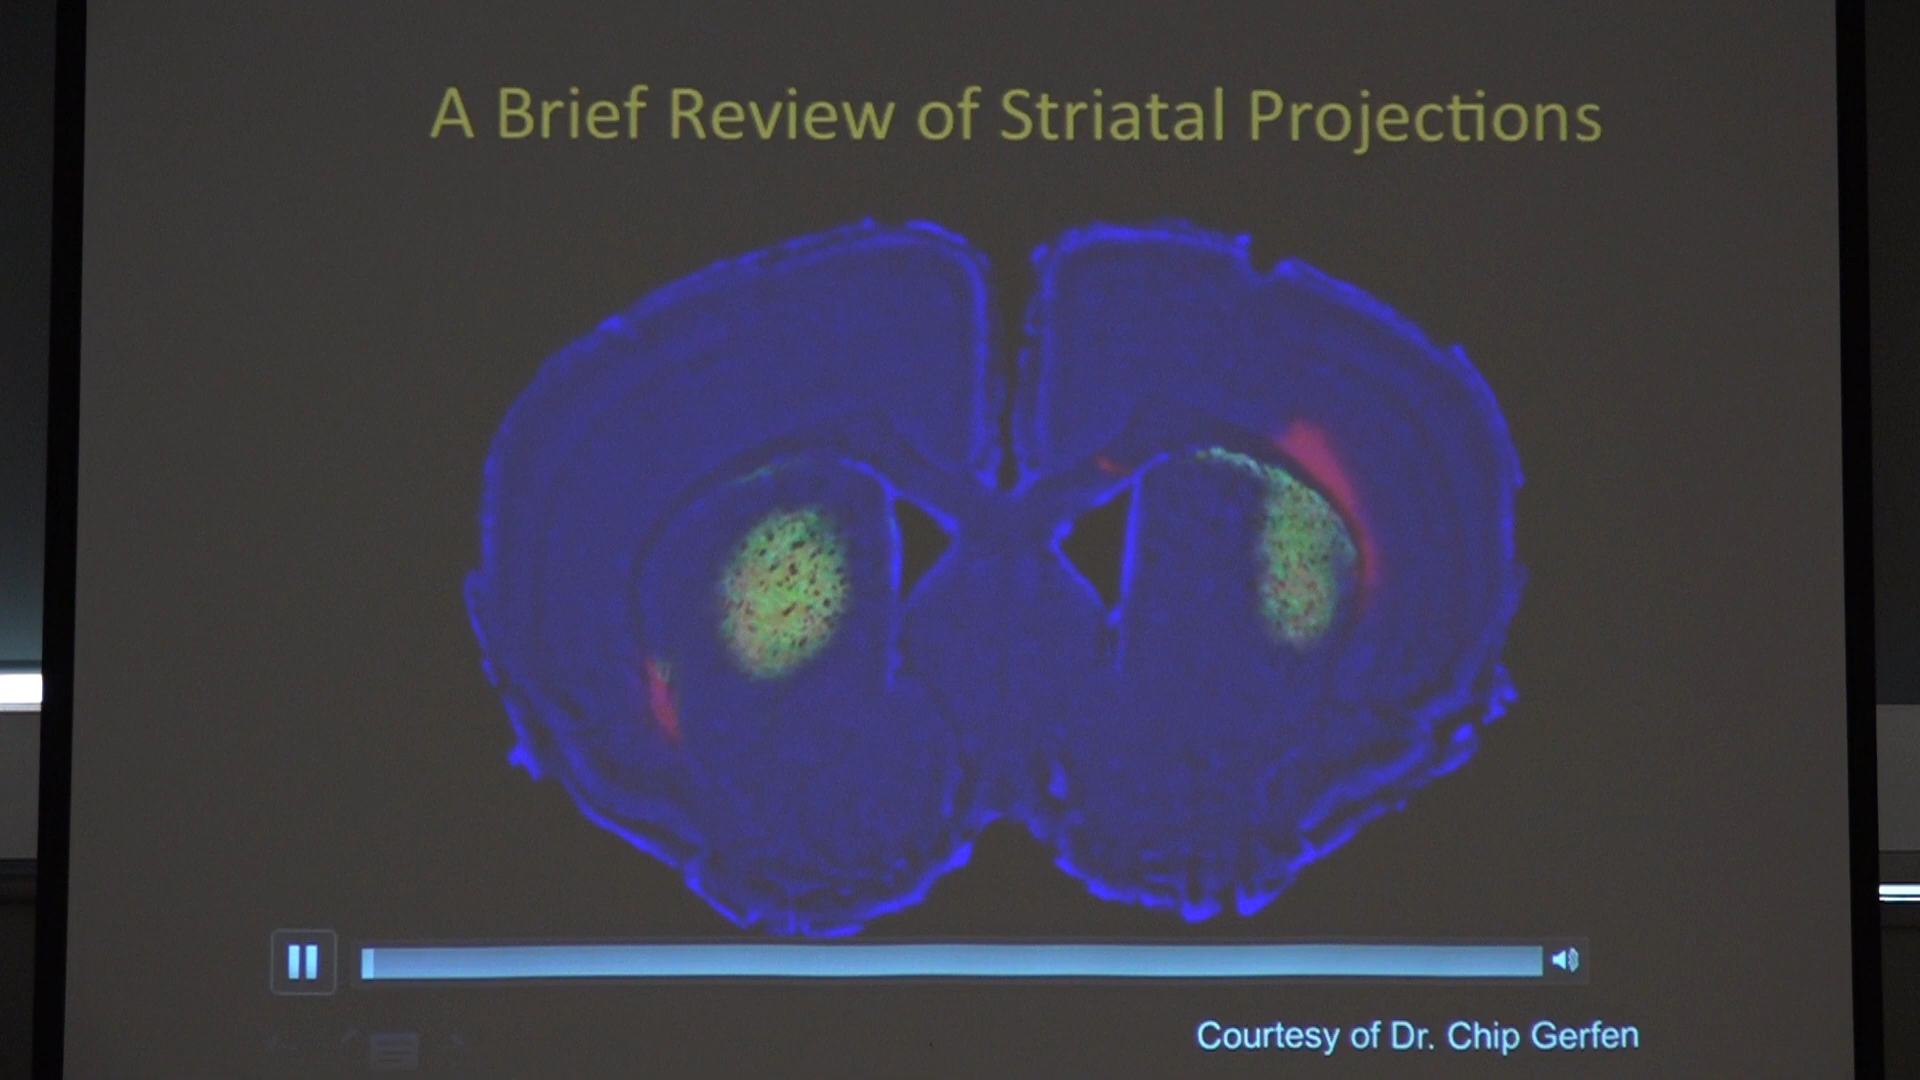 A Brief Review of Striatal Projections
Courtesy of Dr. Chip Gerfen